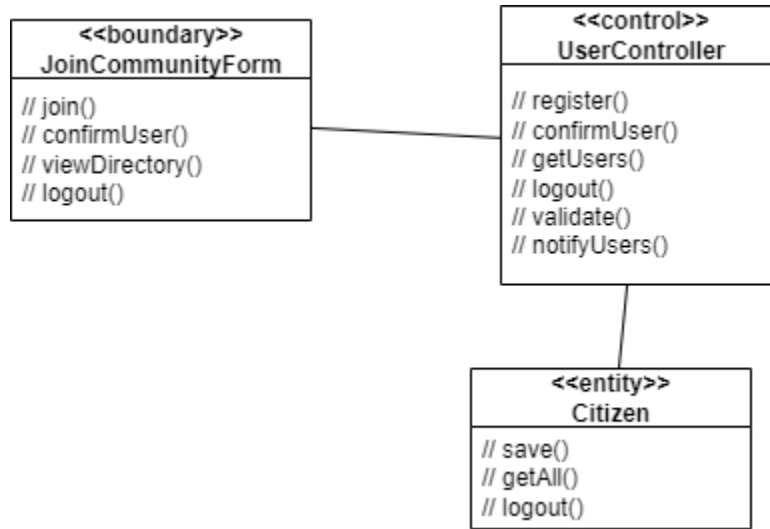 <<boundary>>
JoinCommunityForm
// join()
// confirmUser()
// viewDirectory()
// logout()
<<control>>
UserController
// register()
// confirmUser()
// getUsers()
// logout()
// validate()
// notifyUsers()
<<entity>>
Citizen
// save()
// getAll()
// logout()